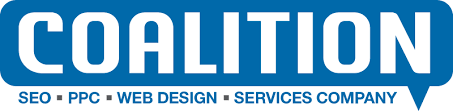 COALITION
SEO ▪ PPC ▪ WEB DESIGN ▪ SERVICES COMPANY